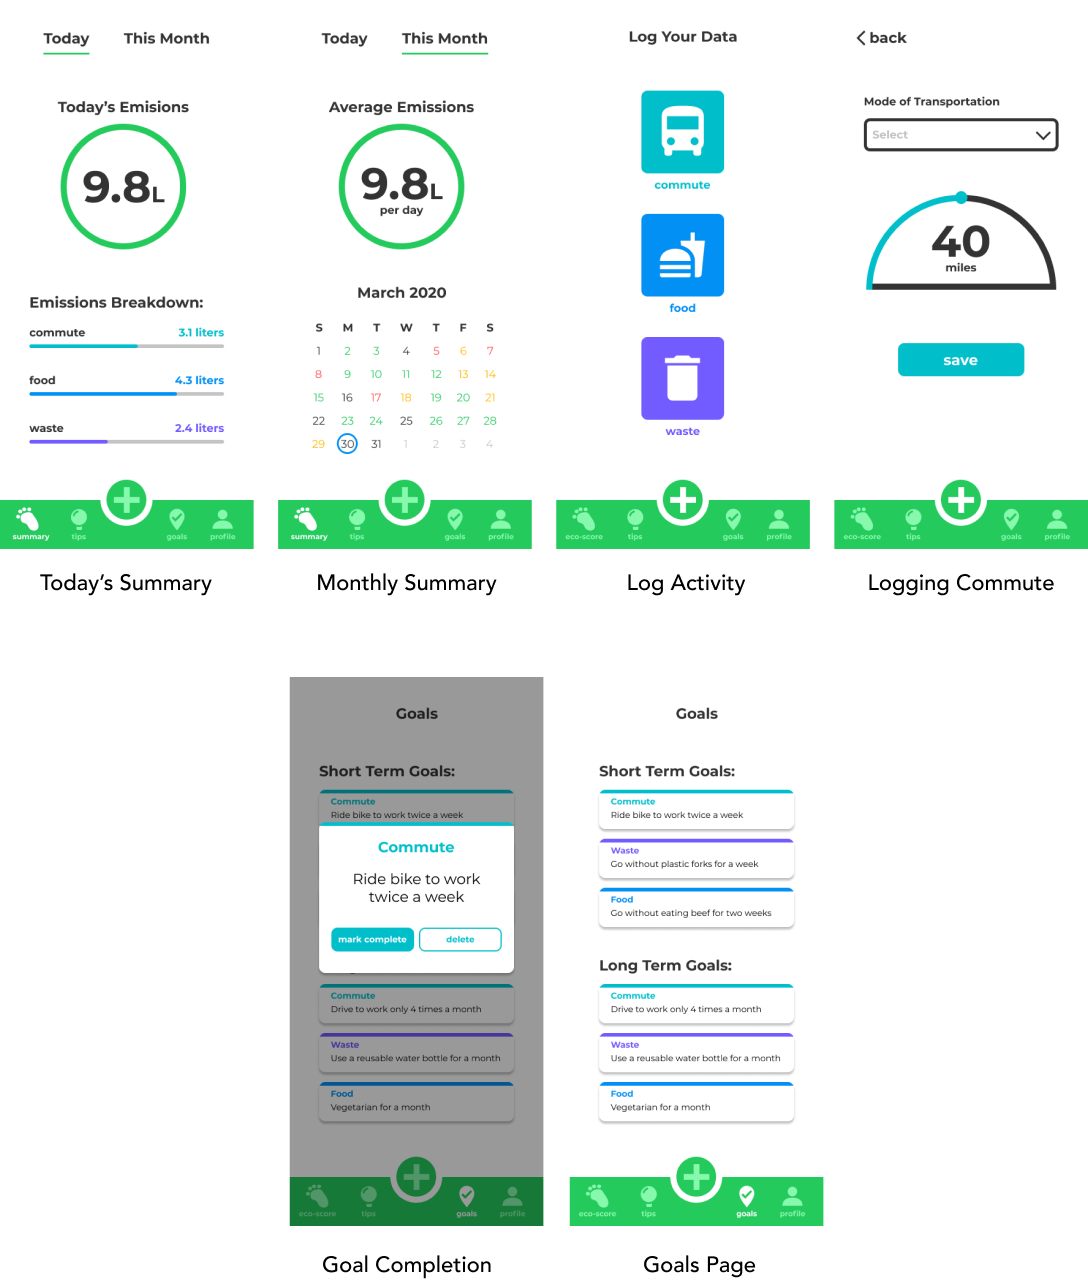 Today This Month
Today's Emisions
9.8L
Emissions Breakdown:
commute 3.1 liters
food 4.3 liters
waste 2.4 liters
summary tips goals profile
Today's Summary
Today This Month
Average Emissions
9.8L
per day
March 2020
S M T W T F S
1 2 3 4 5 6 7
8 9 10 11 12 13 14
15 16 17 18 19 20 21
22 23 24 25 26 27 28
29 30 31 1 2 3 4
summary tips goals profile
Monthly Summary
Log Your Data
commute
food
waste
eco-score tips goals profile
Log Activity
back
Mode of Transportation
Select
40
miles
save
eco-score tips goals profile
Logging Commute
Goals
Short Term Goals:
Commute
Ride bike to work twice a week
Commute
Ride bike to work
twice a week
mark complete delete
Commute
Drive to work only 4 times a month
Waste
Use a reusable water bottle for a month
Food
Vegetarian for a month
eco-score tips goals profile
Goal Completion
Goals
Short Term Goals:
Commute
Ride bike to work twice a week
Waste
Go without plastic forks for a week
Food
Go without eating beef for two weeks
Long Term Goals:
Commute
Drive to work only 4 times a month
Waste
Use a reusable water bottle for a month
Food
Vegetarian for a month
eco-score tips goals profile
Goals Page